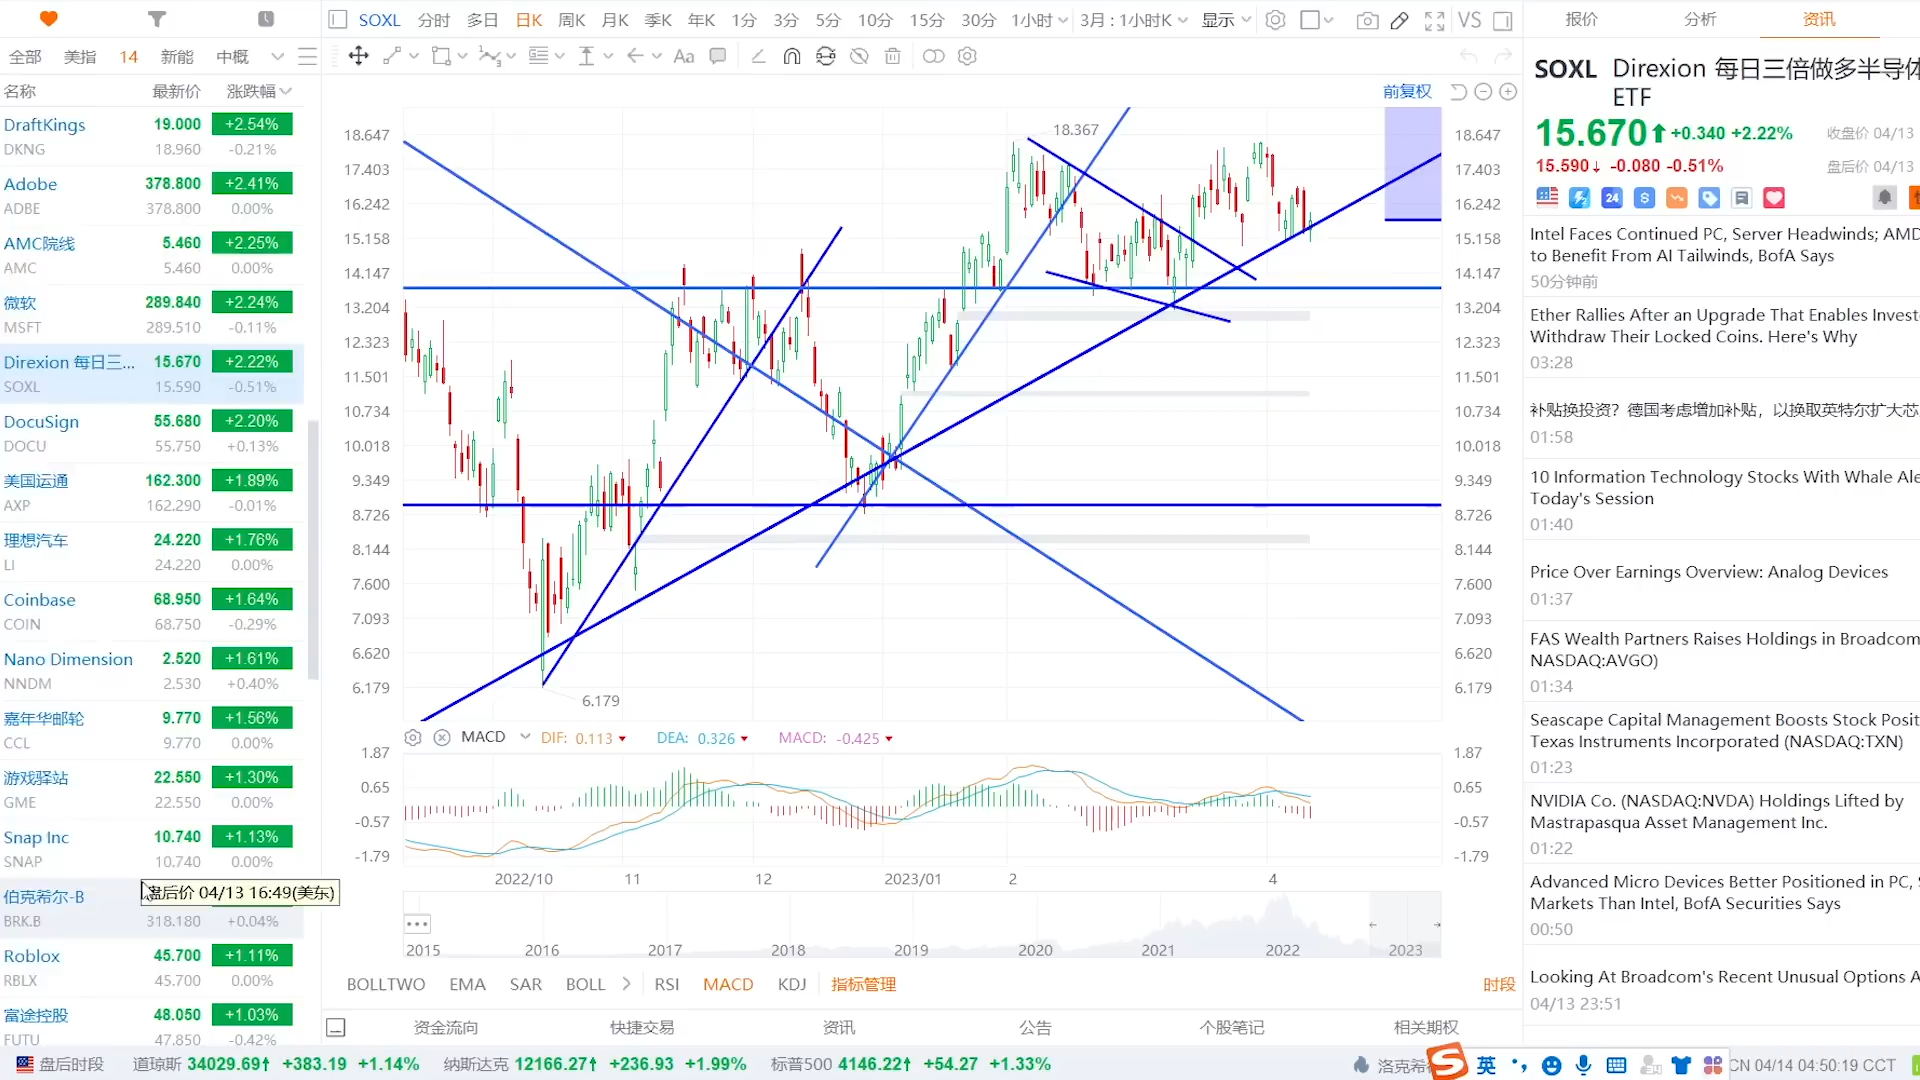 SOXL 分时 多日 日K 周K 月K 季K 年K 1分 3分 5分 10分 15分 30分 1小时 3月 : 1小时K 显示 VS
报价 分析 资讯
全部 美指 14 新能 中概
Aa
名称 最新价 涨跌幅
DraftKings 19.000 +2.54%
DKNG 18.960 -0.21%
Adobe 378.800 +2.41%
ADBE 378.800 0.00%
AMC院线 5.460 +2.25%
AMC 5.460 0.00%
微软 289.840 +2.24%
MSFT 289.510 -0.11%
Direxion 每日三... 15.670 +2.22%
SOXL 15.590 -0.51%
DocuSign 55.680 +2.20%
DOCU 55.750 +0.13%
美国运通 162.300 +1.89%
AXP 162.290 -0.01%
理想汽车 24.220 +1.76%
LI 24.220 0.00%
Coinbase 68.950 +1.64%
COIN 68.750 -0.29%
Nano Dimension 2.520 +1.61%
NNDM 2.530 +0.40%
嘉年华邮轮 9.770 +1.56%
CCL 9.770 0.00%
游戏驿站 22.550 +1.30%
GME 22.550 0.00%
Snap Inc 10.740 +1.13%
SNAP 10.740 0.00%
伯克希尔-B
盘后价 04/13 16:49(美东)
BRK.B 318.180 +0.04%
Roblox 45.700 +1.11%
RBLX 45.700 0.00%
富途控股 48.050 +1.03%
FUTU 47.850 -0.42%
前复权
18.367
18.647 18.647
17.403 17.403
16.242 16.242
15.158 15.158
14.147 14.147
13.204 13.204
12.323 12.323
11.501 11.501
10.734 10.734
10.018 10.018
9.349 9.349
8.726 8.726
8.144 8.144
7.600 7.600
7.093 7.093
6.620 6.620
6.179 6.179
6.179
MACD DIF: 0.113 DEA: 0.326 MACD: -0.425
1.87 1.87
0.65 0.65
-0.57 -0.57
-1.79 -1.79
2022/10 11 12 2023/01 2 4
2015 2016 2017 2018 2019 2020 2021 2022 2023
BOLLTWO EMA SAR BOLL RSI MACD KDJ 指标管理 时段
资金流向 快捷交易 资讯 公告 个股笔记 相关期权
SOXL Direxion 每日三倍做多半导体
ETF
15.670 +0.340 +2.22% 收盘价 04/13
15.590 -0.080 -0.51% 盘后价 04/13
24 S
Intel Faces Continued PC, Server Headwinds; AMD
to Benefit From AI Tailwinds, BofA Says
50分钟前
Ether Rallies After an Upgrade That Enables Invest
Withdraw Their Locked Coins. Here's Why
03:28
补贴换投资？德国考虑增加补贴，以换取英特尔扩大芯
01:58
10 Information Technology Stocks With Whale Ale
Today's Session
01:40
Price Over Earnings Overview: Analog Devices
01:37
FAS Wealth Partners Raises Holdings in Broadcom
NASDAQ:AVGO)
01:34
Seascape Capital Management Boosts Stock Posit
Texas Instruments Incorporated (NASDAQ:TXN)
01:23
NVIDIA Co. (NASDAQ:NVDA) Holdings Lifted by
Mastrapasqua Asset Management Inc.
01:22
Advanced Micro Devices Better Positioned in PC, S
Markets Than Intel, BofA Securities Says
00:50
Looking At Broadcom's Recent Unusual Options A
04/13 23:51
盘后时段 道琼斯 34029.69 +383.19 +1.14% 纳斯达克 12166.27 +236.93 +1.99% 标普500 4146.22 +54.27 +1.33% 洛克希 S 英 CN 04/14 04:50:19 CCT